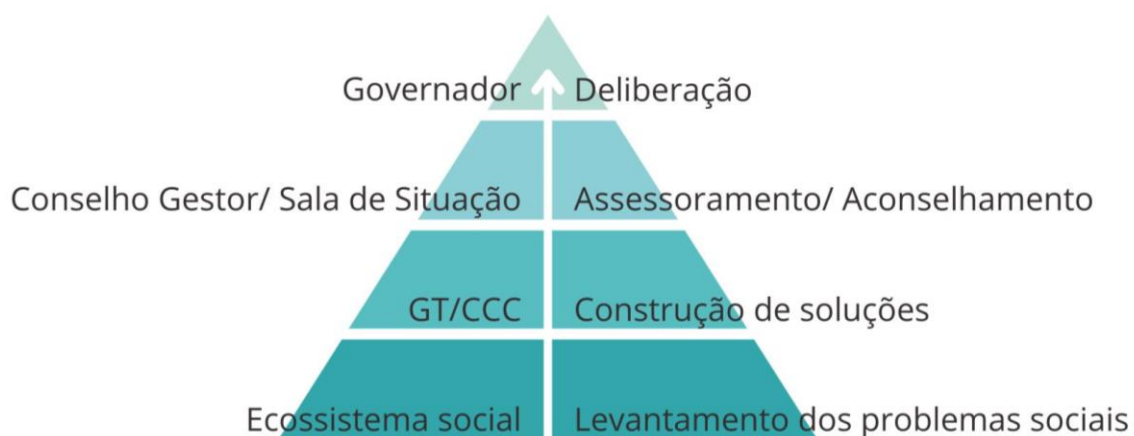 Governador Deliberação
Conselho Gestor/ Sala de Situação Assessoramento/ Aconselhamento
GT/CCC Construção de soluções
Ecossistema social Levantamento dos problemas sociais